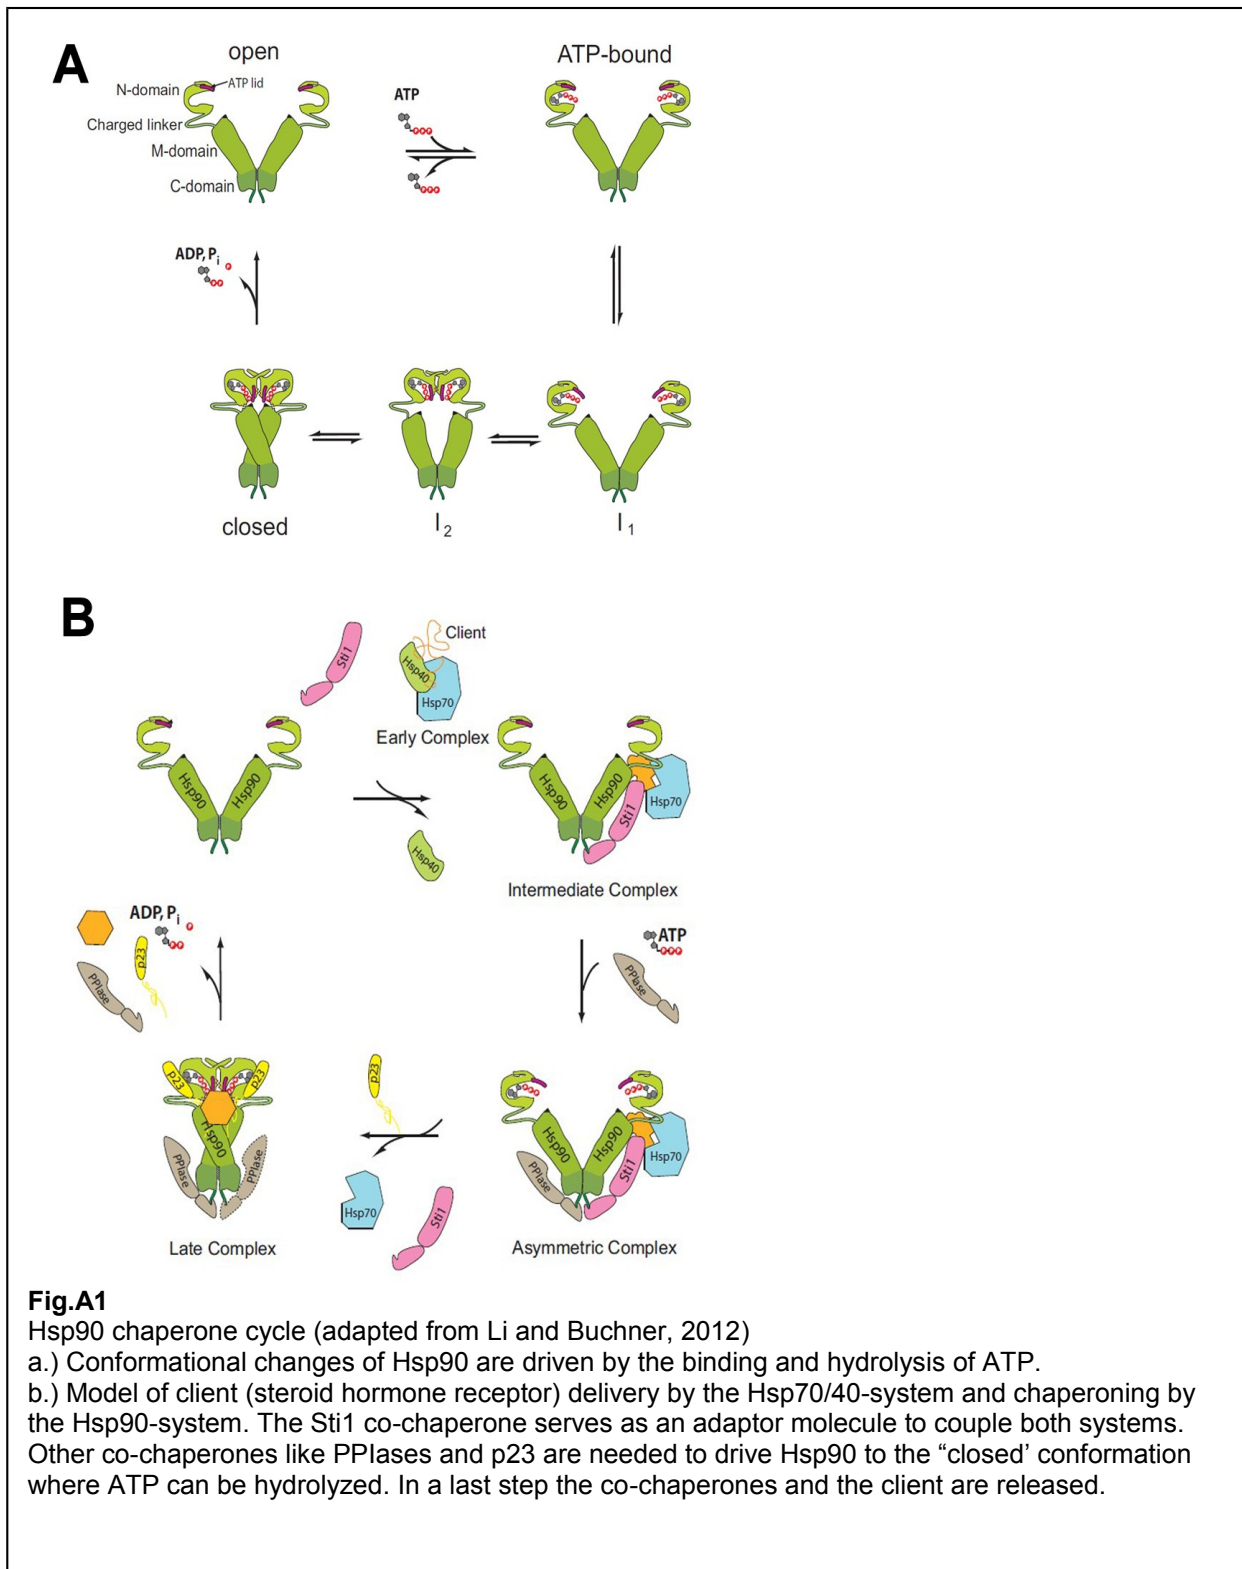 A
open
ATP-bound
N-domain
ATP lid
ATP
Charged linker
M-domain
C-domain
ADP, Pi
P
closed
I2
I1
B
Sti1
Client
Hsp40
Hsp70
Early Complex
Hsp90
Hsp90
Hsp90
Hsp90
Sti1
Hsp70
Hsp40
Intermediate Complex
ADP, Pi
P
p23
PPIase
ATP
PPIase
p23
p23
Hsp90
PPIase
PPIase
p23
Hsp90
Hsp90
Sti1
Hsp70
PPIase
Hsp70
Sti1
Late Complex
Asymmetric Complex
Fig.A1
Hsp90 chaperone cycle (adapted from Li and Buchner, 2012)
a.) Conformational changes of Hsp90 are driven by the binding and hydrolysis of ATP.
b.) Model of client (steroid hormone receptor) delivery by the Hsp70/40-system and chaperoning by
the Hsp90-system. The Sti1 co-chaperone serves as an adaptor molecule to couple both systems.
Other co-chaperones like PPIases and p23 are needed to drive Hsp90 to the “closed’ conformation
where ATP can be hydrolyzed. In a last step the co-chaperones and the client are released.